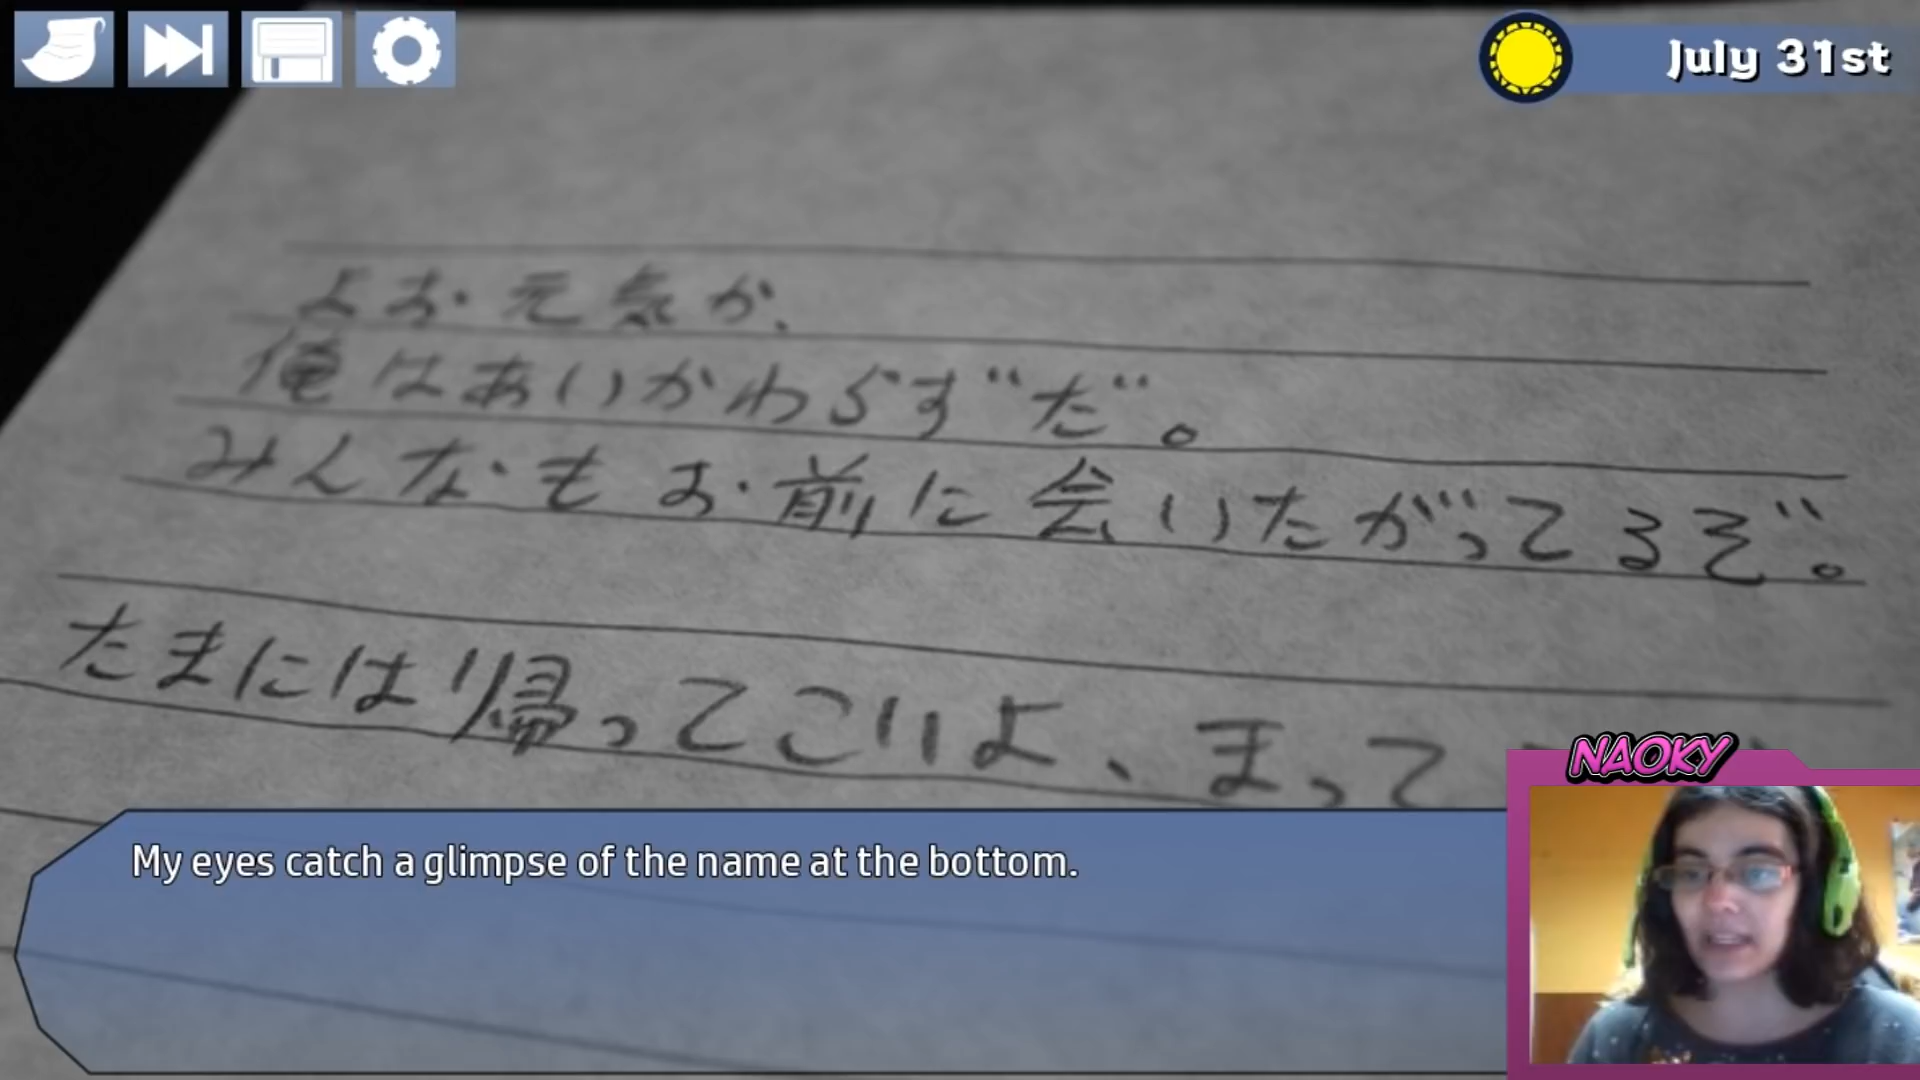 July 31st
よお元気か、
俺はあいかわらずだ。
みんなもお前に会いたがってるぞ。
たまには帰ってこいよ、まって
NAOKY
My eyes catch a glimpse of the name at the bottom.